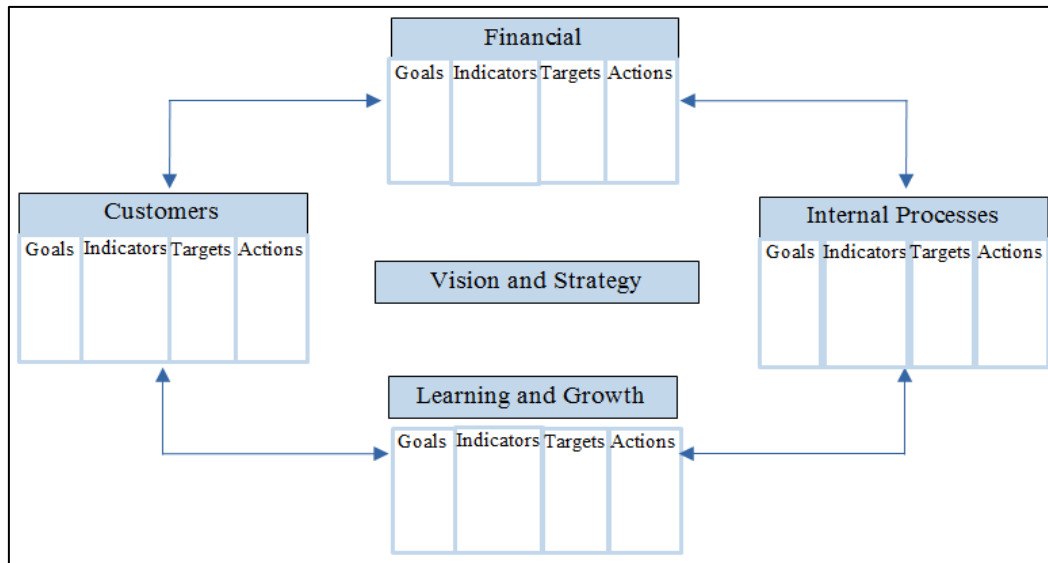 Financial
Goals Indicators Targets Actions
Customers
Goals Indicators Targets Actions
Internal Processes
Goals Indicators Targets Actions
Vision and Strategy
Learning and Growth
Goals Indicators Targets Actions